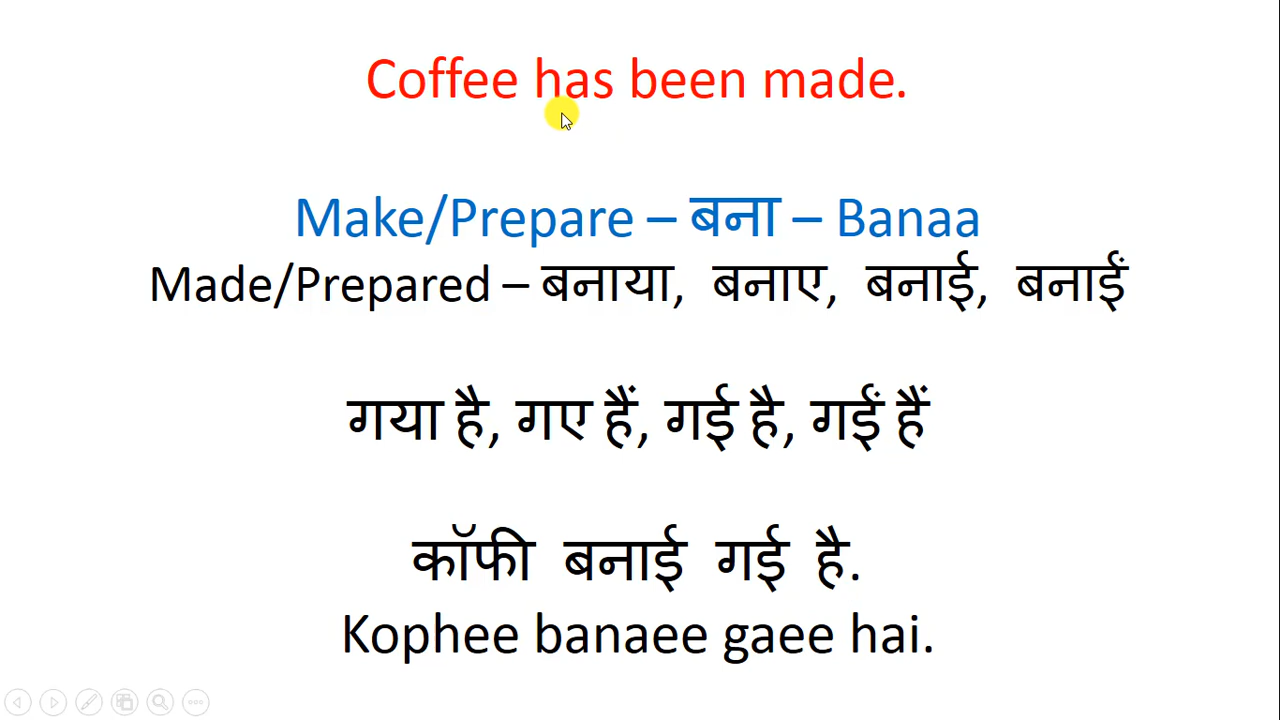 Coffee has been made.
Make/Prepare – बना – Banaa
Made/Prepared – बनाया, बनाए, बनाई, बनाईं
गया है, गए हैं, गई है, गईं हैं
कॉफी बनाई गई है.
Kophee banaee gaee hai.